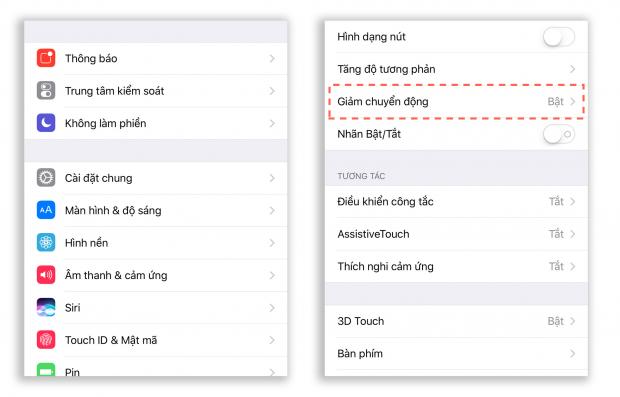 Thông báo
Trung tâm kiểm soát
Không làm phiền
Cài đặt chung
AA Màn hình & độ sáng
Hình nền
Âm thanh & cảm ứng
Siri
Touch ID & Mật mã
Pin
Hình dạng nút
Tăng độ tương phản
Giảm chuyển động Bật
Nhãn Bật/Tắt
TƯƠNG TÁC
Điều khiển công tắc Tắt
AssistiveTouch Tắt
Thích nghi cảm ứng Tắt
3D Touch Bật
Bàn phím